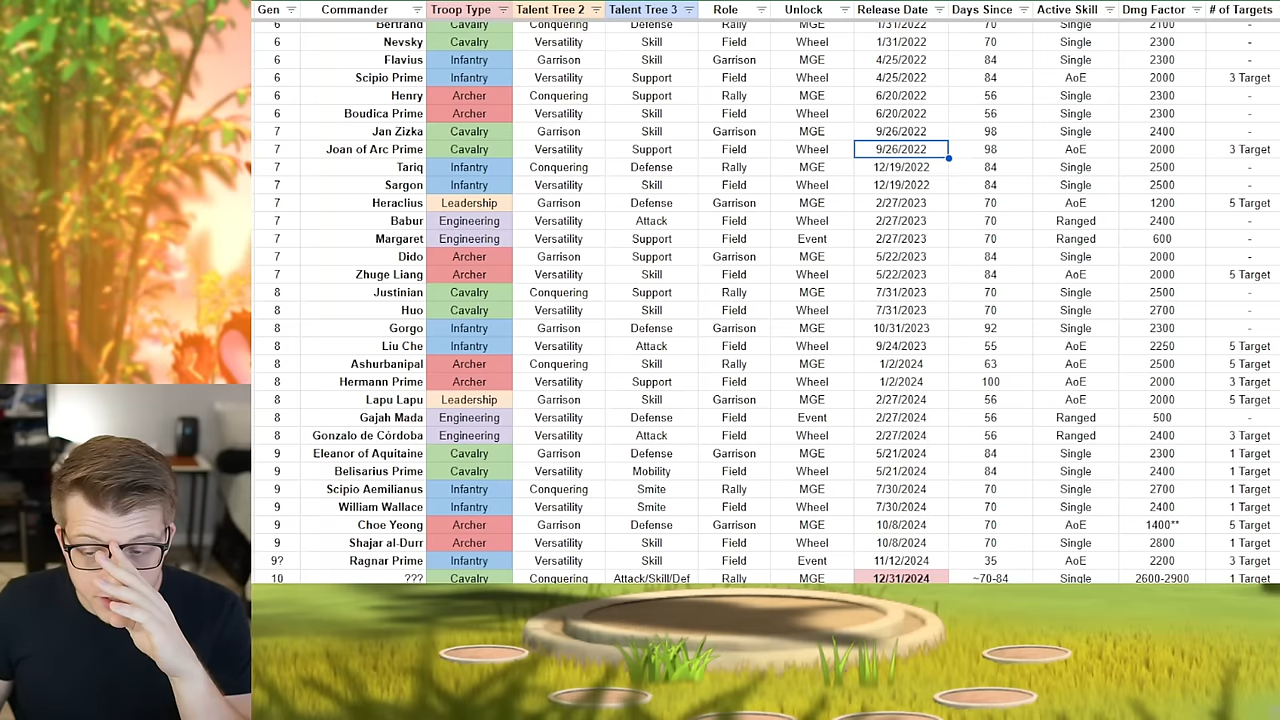 Gen Commander Troop Type Talent Tree 2 Talent Tree 3 Role Unlock Release Date Days Since Active Skill Dmg Factor # of Targets
6 Bertrand Cavalry Conquering Defense Rally MGE 1/31/2022 70 Single 2100 -
6 Nevsky Cavalry Versatility Skill Field Wheel 1/31/2022 70 Single 2300 -
6 Flavius Infantry Garrison Skill Garrison MGE 4/25/2022 84 Single 2300 -
6 Scipio Prime Infantry Versatility Support Field Wheel 4/25/2022 84 AoE 2000 3 Target
6 Henry Archer Conquering Support Rally MGE 6/20/2022 56 Single 2300 -
6 Boudica Prime Archer Versatility Support Field Wheel 6/20/2022 56 Single 2300 -
7 Jan Zizka Cavalry Garrison Skill Garrison MGE 9/26/2022 98 Single 2400 -
7 Joan of Arc Prime Cavalry Versatility Support Field Wheel 9/26/2022 98 AoE 2000 3 Target
7 Tariq Infantry Conquering Defense Rally MGE 12/19/2022 84 Single 2500 -
7 Sargon Infantry Versatility Skill Field Wheel 12/19/2022 84 Single 2500 -
7 Heraclius Leadership Garrison Defense Garrison MGE 2/27/2023 70 AoE 1200 5 Target
7 Babur Engineering Versatility Attack Field Wheel 2/27/2023 70 Ranged 2400 -
7 Margaret Engineering Versatility Support Field Event 2/27/2023 70 Ranged 600 -
7 Dido Archer Garrison Support Garrison MGE 5/22/2023 84 Single 2000 -
7 Zhuge Liang Archer Versatility Skill Field Wheel 5/22/2023 84 AoE 2000 5 Target
8 Justinian Cavalry Conquering Support Rally MGE 7/31/2023 70 Single 2500 -
8 Huo Cavalry Versatility Skill Field Wheel 7/31/2023 70 Single 2700 -
8 Gorgo Infantry Garrison Defense Garrison MGE 10/31/2023 92 Single 2300 -
8 Liu Che Infantry Versatility Attack Field Wheel 9/24/2023 55 AoE 2250 5 Target
8 Ashurbanipal Archer Conquering Skill Rally MGE 1/2/2024 63 AoE 2500 5 Target
8 Hermann Prime Archer Versatility Support Field Wheel 1/2/2024 100 AoE 2000 3 Target
8 Lapu Lapu Leadership Garrison Skill Garrison MGE 2/27/2024 56 AoE 2000 5 Target
8 Gajah Mada Engineering Versatility Defense Field Event 2/27/2024 56 Ranged 500 -
8 Gonzalo de Córdoba Engineering Versatility Attack Field Wheel 2/27/2024 56 Ranged 2400 3 Target
9 Eleanor of Aquitaine Cavalry Garrison Defense Garrison MGE 5/21/2024 84 Single 2300 1 Target
9 Belisarius Prime Cavalry Versatility Mobility Field Wheel 5/21/2024 84 Single 2400 1 Target
9 Scipio Aemilianus Infantry Conquering Smite Rally MGE 7/30/2024 70 Single 2700 1 Target
9 William Wallace Infantry Versatility Smite Field Wheel 7/30/2024 70 Single 2400 1 Target
9 Choe Yeong Archer Garrison Defense Garrison MGE 10/8/2024 70 AoE 1400** 5 Target
9 Shajar al-Durr Archer Versatility Skill Field Wheel 10/8/2024 70 Single 2800 1 Target
9? Ragnar Prime Infantry Versatility Skill Field Event 11/12/2024 35 AoE 2200 3 Target
10 ??? Cavalry Conquering Attack/Skill/Def Rally MGE 12/31/2024 ~70-84 Single 2600-2900 1 Target